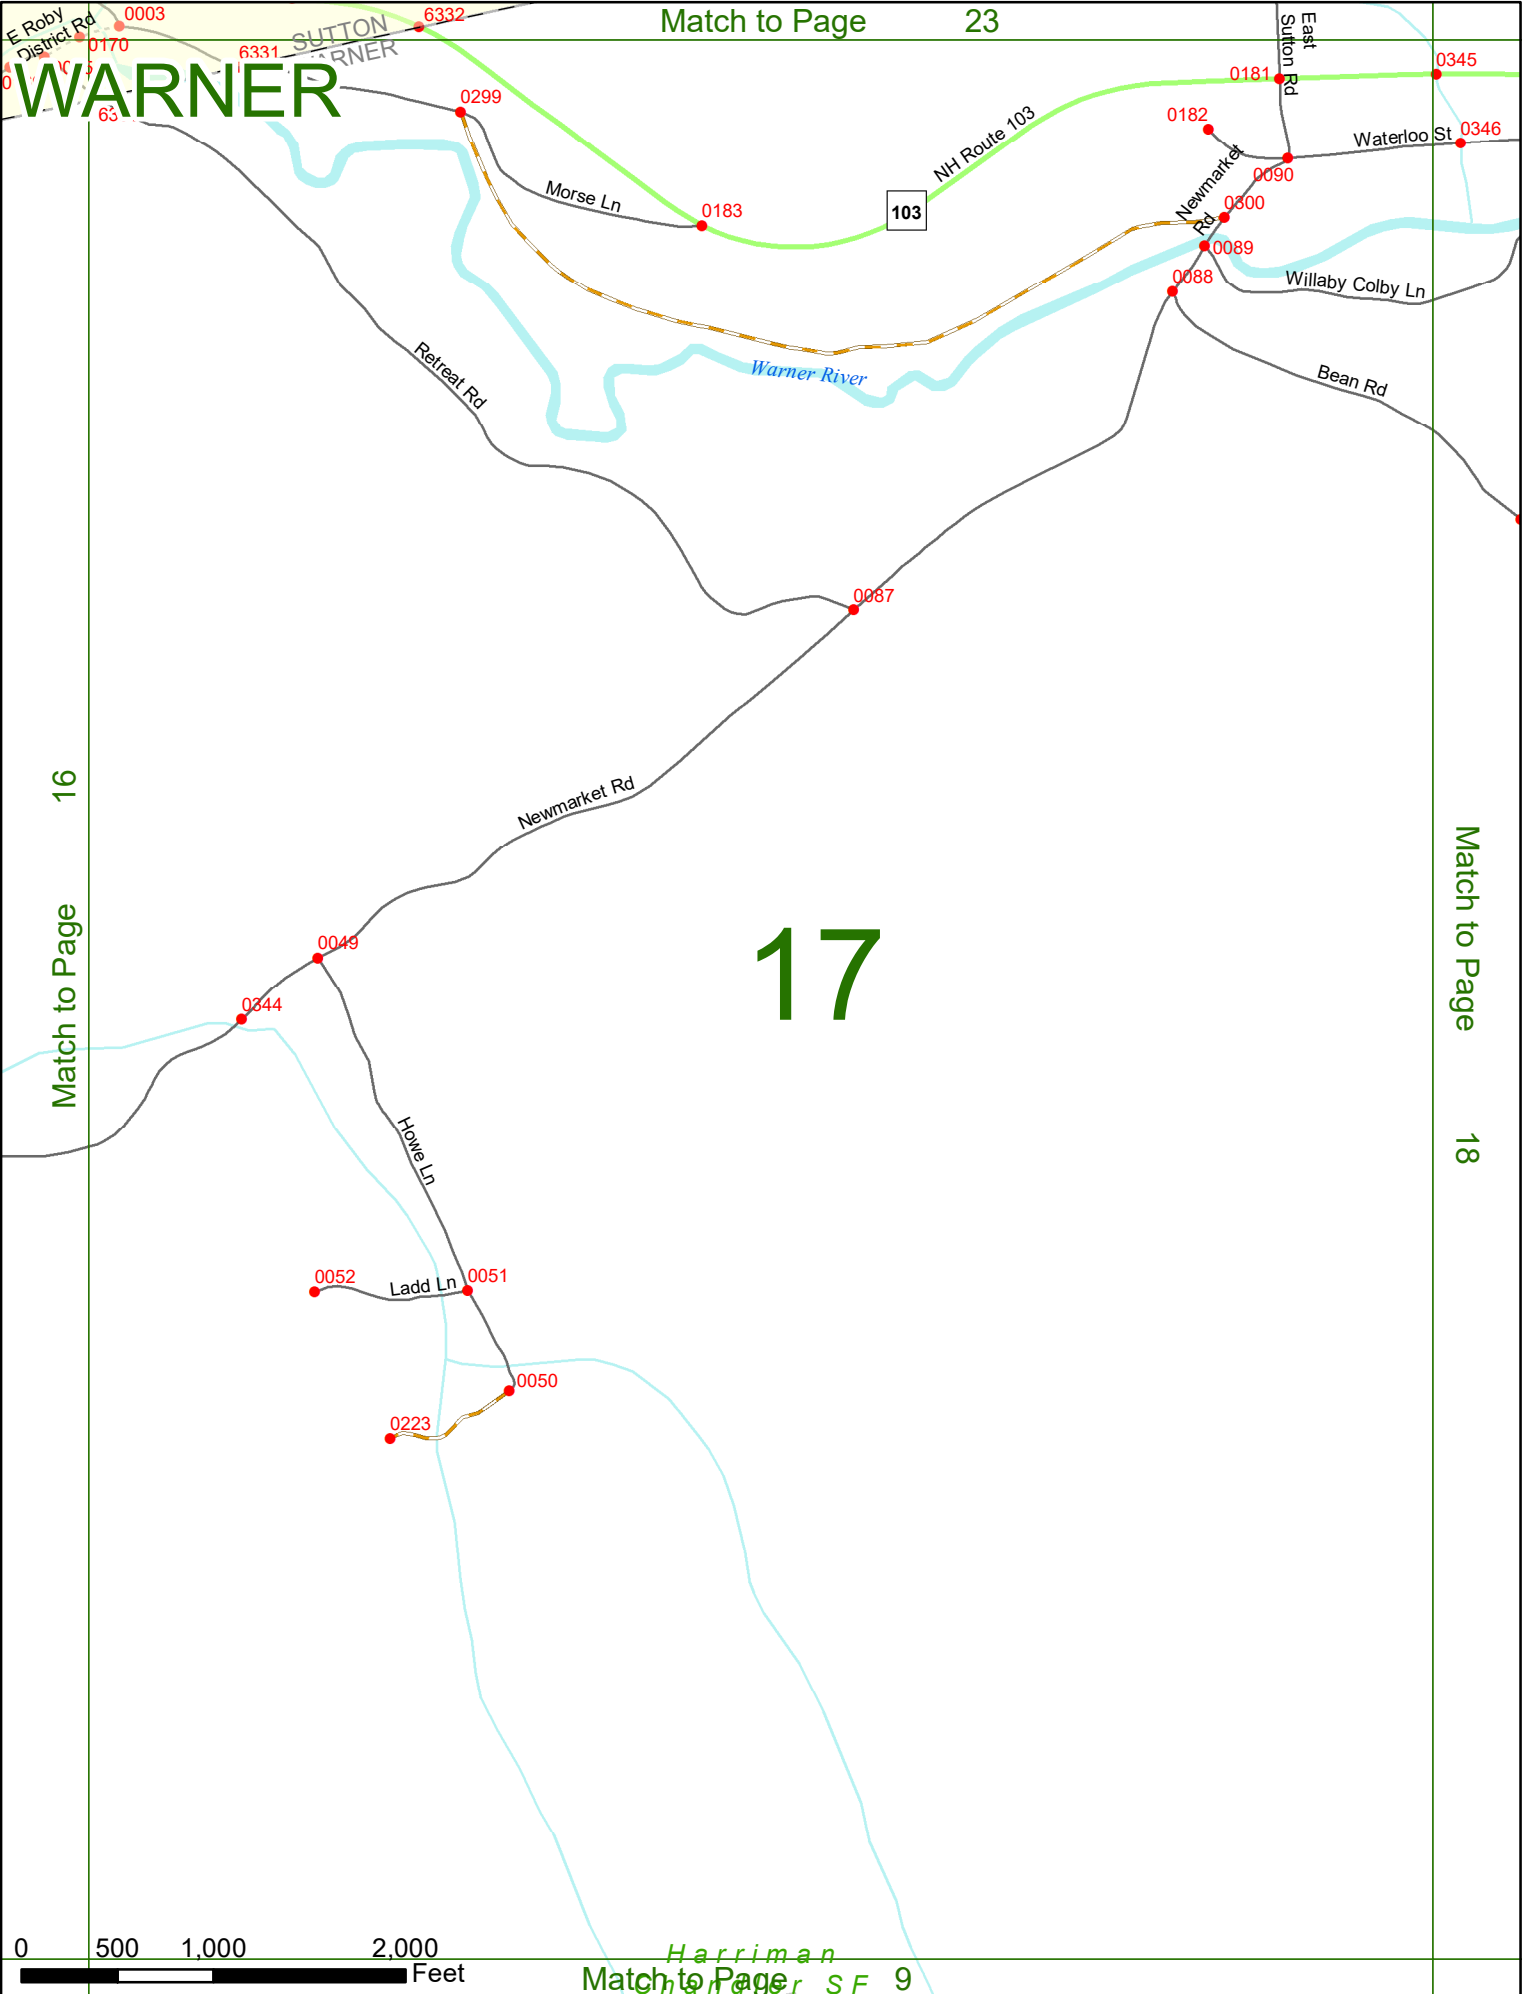 Match to Page 23
E Roby
District Rd
0003
6332
0170
6331
SUTTON
WARNER
0299
0183
Morse Ln
NH Route 103
103
East
Sutton Rd
0181
0345
0182
Waterloo St
0346
0090
Newmarket
Rd
0300
0089
0088
Willaby Colby Ln
Bean Rd
Warner River
Retreat Rd
0087
Newmarket Rd
Match to Page 16
Match to Page 18
17
0049
0344
Howe Ln
0052
Ladd Ln
0051
0050
0223
0 500 1,000 2,000
Feet
Harriman
Chandler SF
Match to Page 9